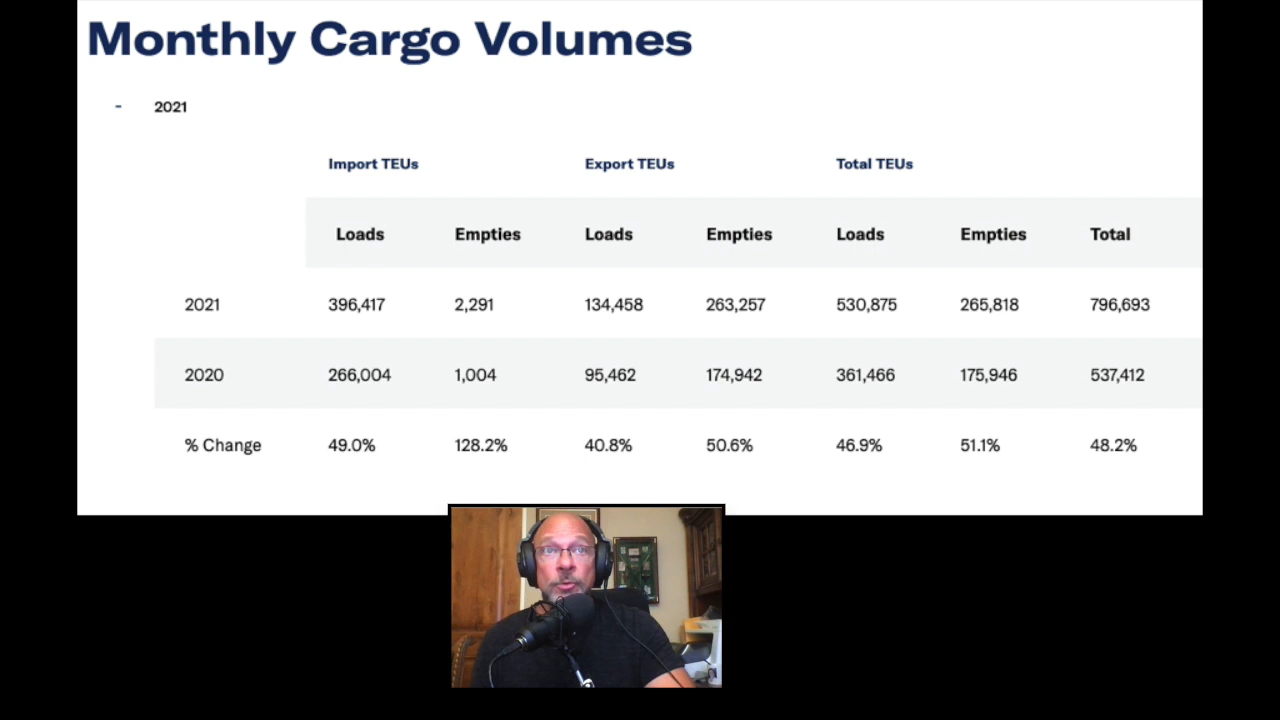 Monthly Cargo Volumes
- 2021
Import TEUs Export TEUs Total TEUs
Loads Empties Loads Empties Loads Empties Total
2021 396,417 2,291 134,458 263,257 530,875 265,818 796,693
2020 266,004 1,004 95,462 174,942 361,466 175,946 537,412
% Change 49.0% 128.2% 40.8% 50.6% 46.9% 51.1% 48.2%